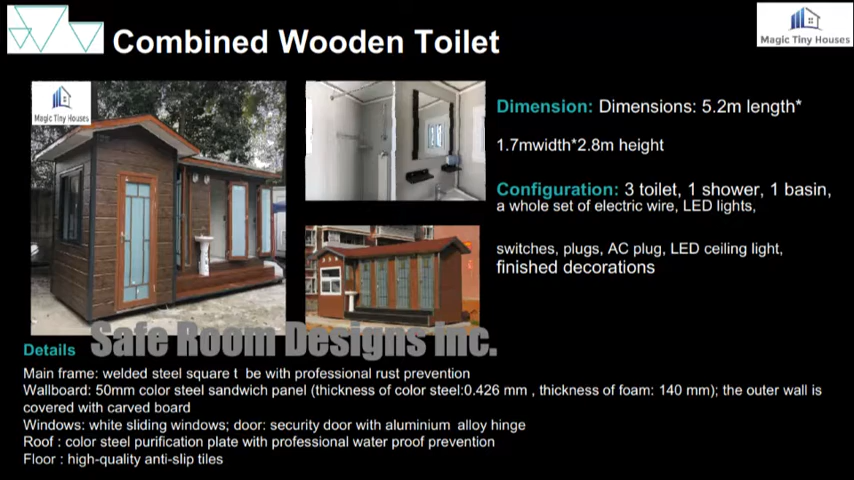 Combined Wooden Toilet
Magic Tiny Houses
Magic Tiny Houses
Dimension: Dimensions: 5.2m length*
1.7mwidth*2.8m height
Configuration: 3 toilet, 1 shower, 1 basin,
a whole set of electric wire, LED lights,
switches, plugs, AC plug, LED ceiling light,
finished decorations
Safe Room Designs Inc.
Details
Main frame: welded steel square t be with professional rust prevention
Wallboard: 50mm color steel sandwich panel (thickness of color steel:0.426 mm , thickness of foam: 140 mm); the outer wall is
covered with carved board
Windows: white sliding windows; door: security door with aluminium alloy hinge
Roof : color steel purification plate with professional water proof prevention
Floor : high-quality anti-slip tiles